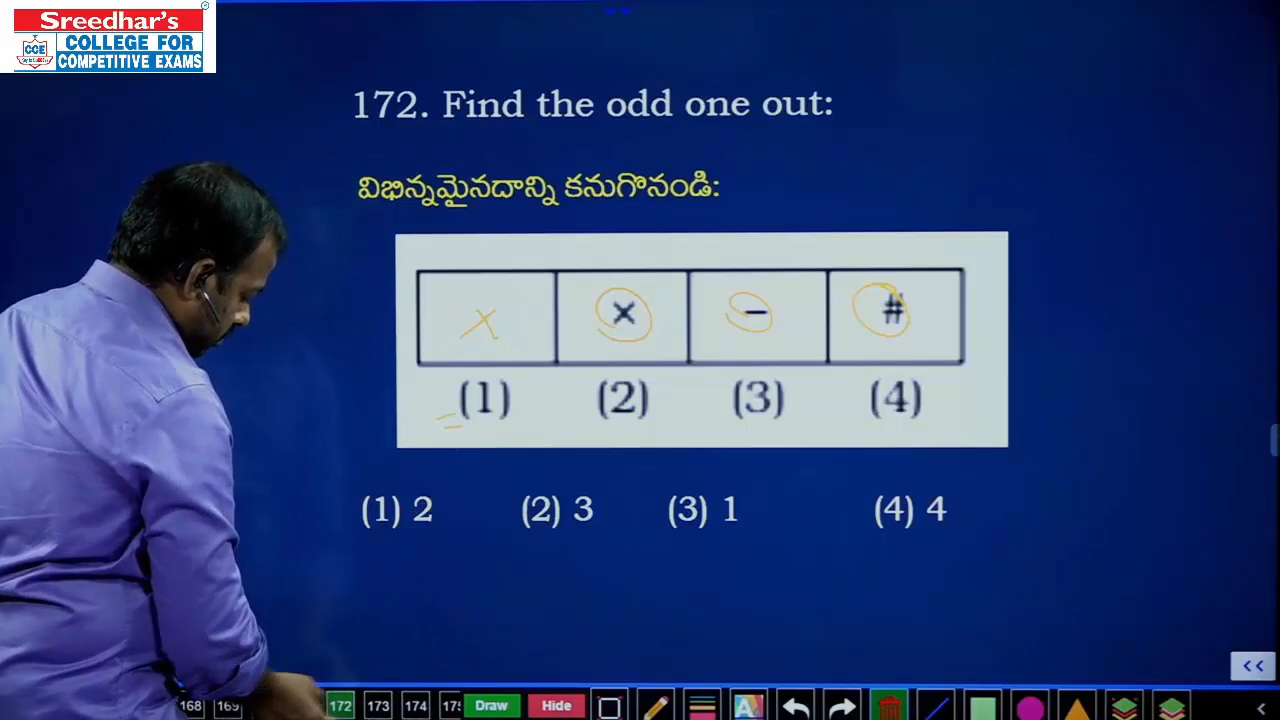 Sreedhar's
CCE
COLLEGE FOR
COMPETITIVE EXAMS
172. Find the odd one out:
విభిన్నమైనదాన్ని కనుగొనండి:
× × – #
(1) (2) (3) (4)
(1) 2 (2) 3 (3) 1 (4) 4
<<
168 169 172 173 174 Draw Hide